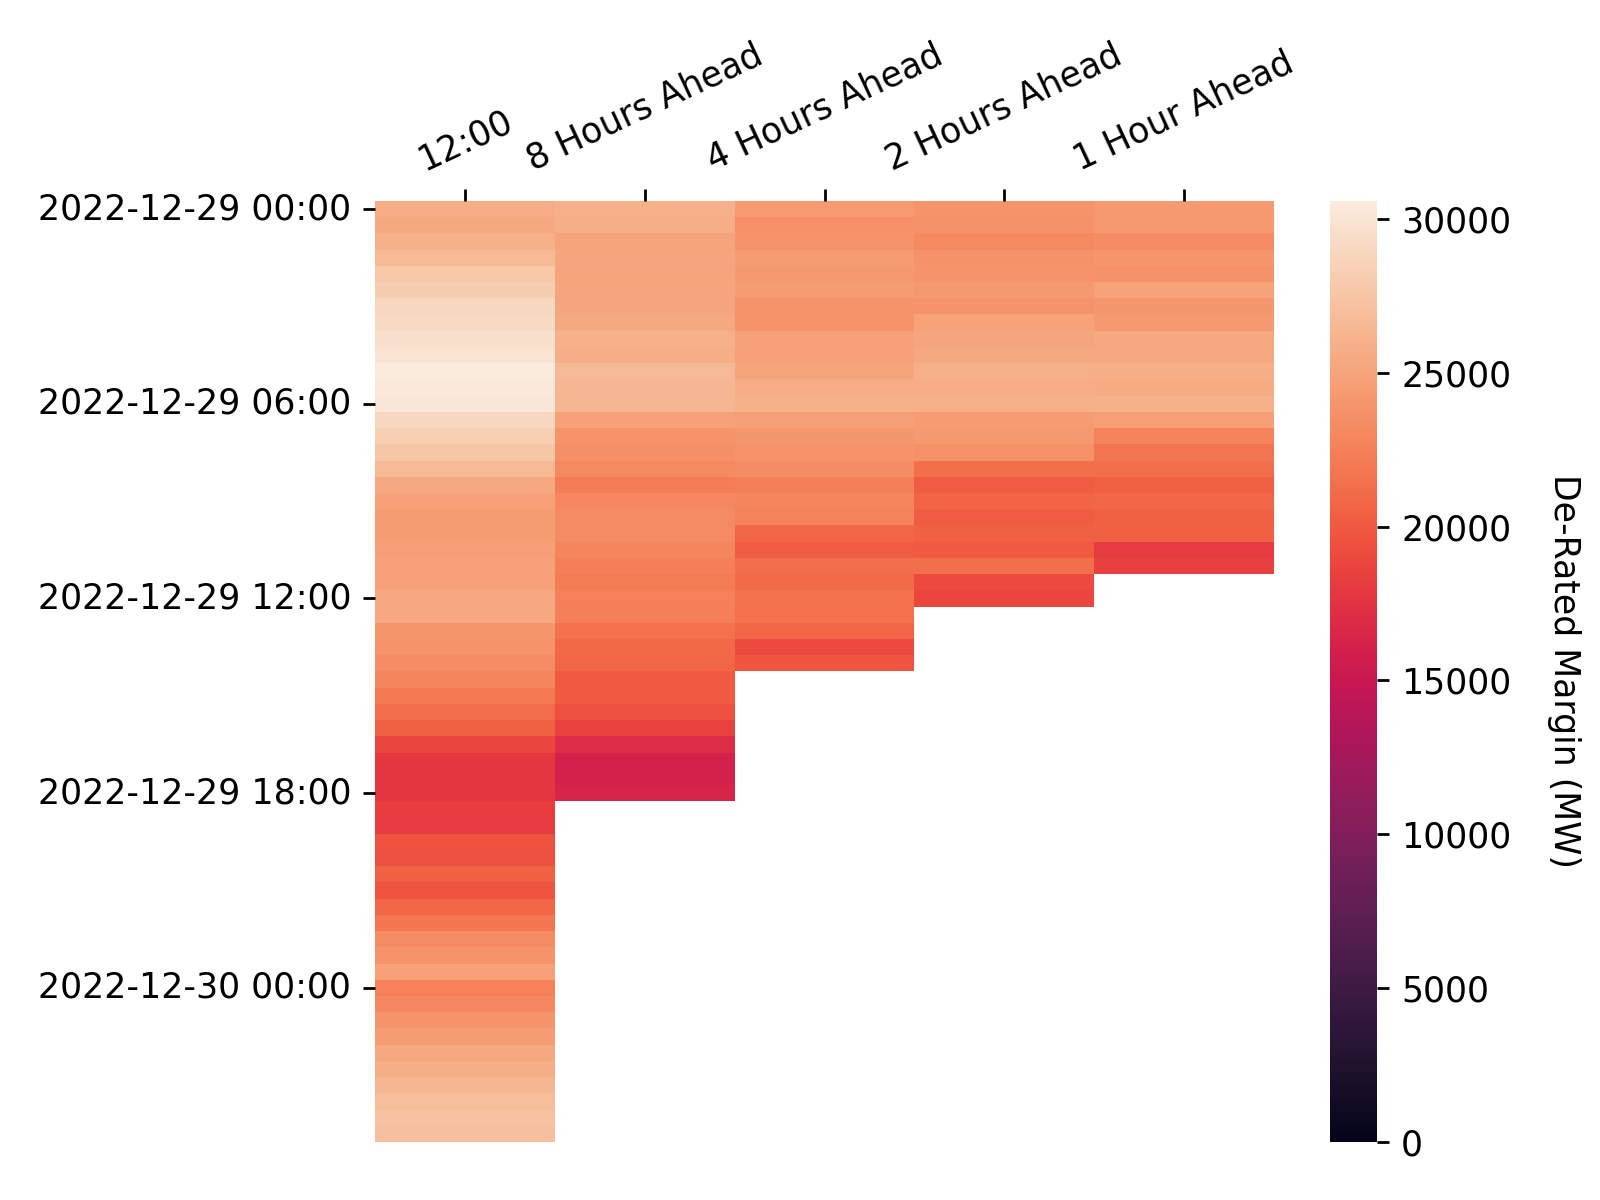 12:00
8 Hours Ahead
4 Hours Ahead
2 Hours Ahead
1 Hour Ahead
2022-12-29 00:00
2022-12-29 06:00
2022-12-29 12:00
2022-12-29 18:00
2022-12-30 00:00
30000
25000
20000
15000
10000
5000
0
De-Rated Margin (MW)